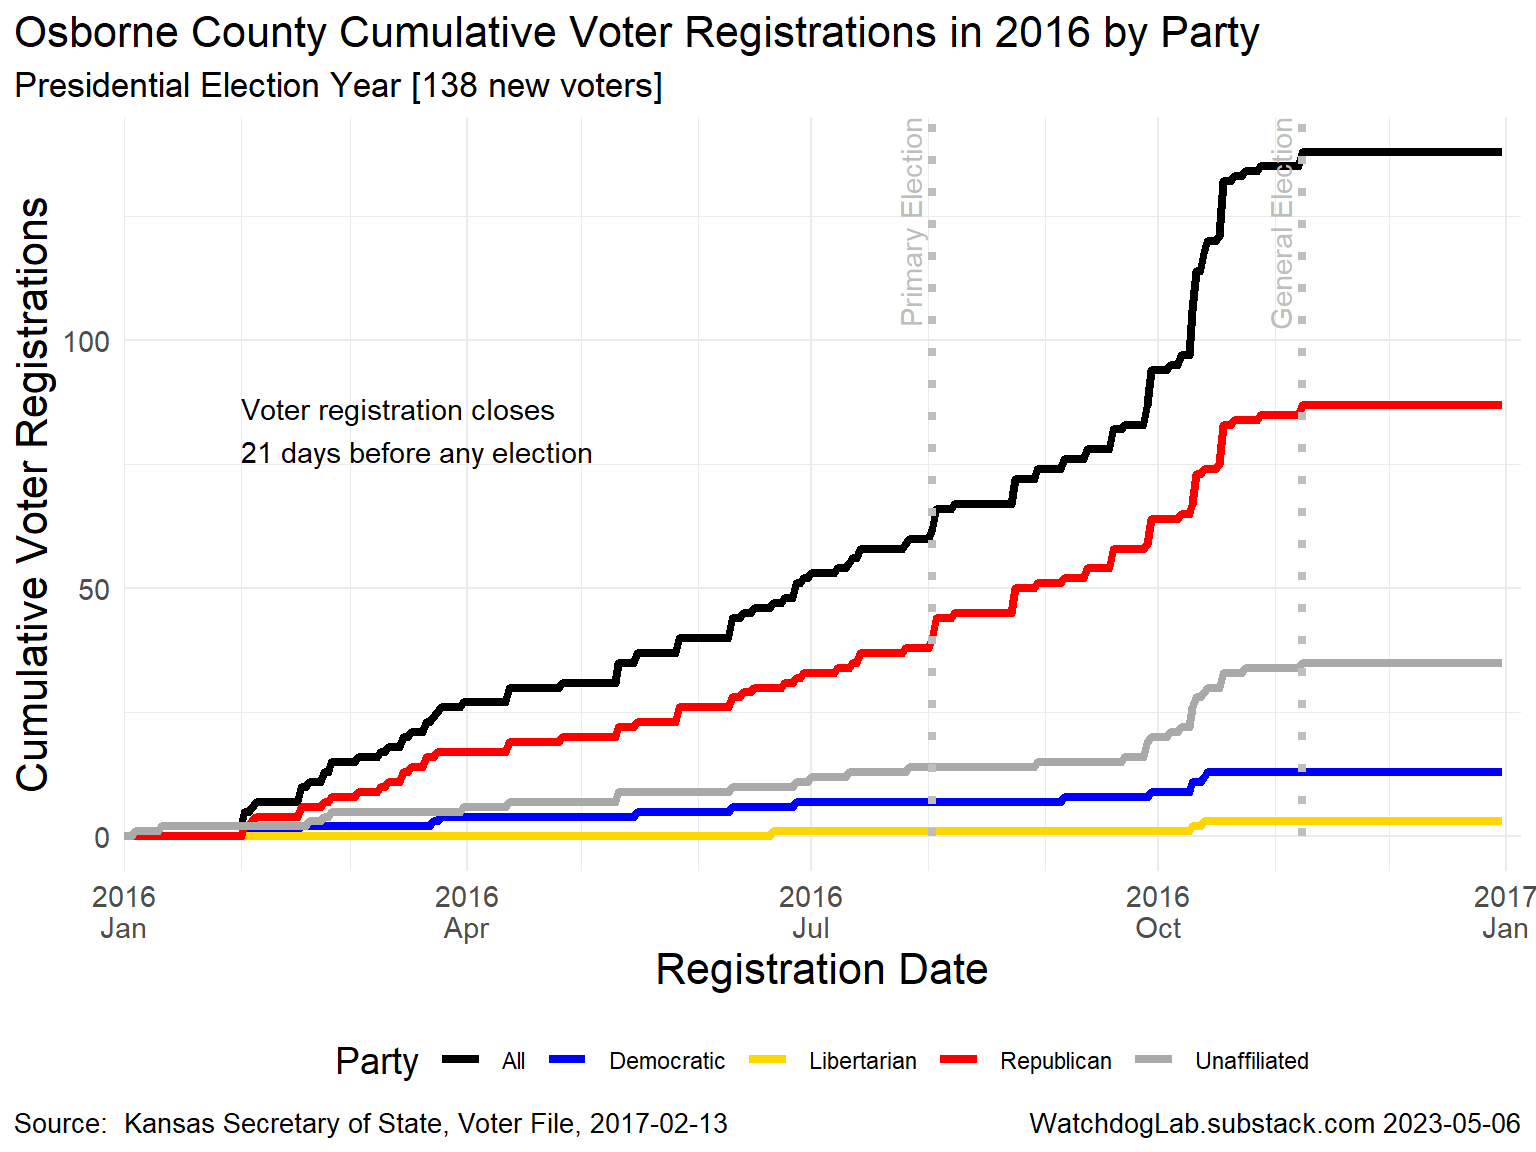 Osborne County Cumulative Voter Registrations in 2016 by Party
Presidential Election Year [138 new voters]
Cumulative Voter Registrations
100
50
0
Voter registration closes
21 days before any election
Primary Election
General Election
2016 2016 2016 2016 2017
Jan Apr Jul Oct Jan
Registration Date
Party All Democratic Libertarian Republican Unaffiliated
Source:  Kansas Secretary of State, Voter File, 2017-02-13
WatchdogLab.substack.com 2023-05-06